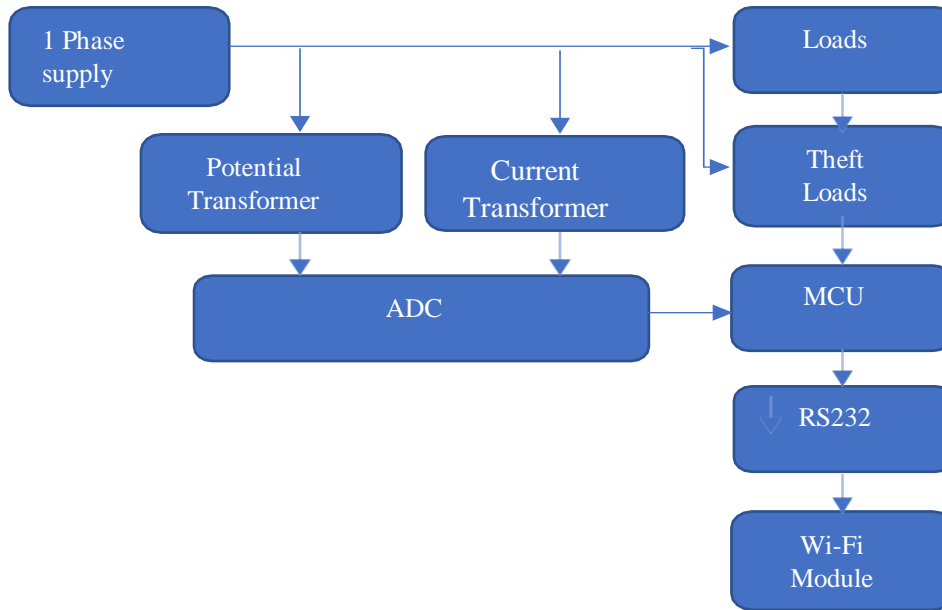 1 Phase
supply
Loads
Potential
Transformer
Current
Transformer
Theft
Loads
ADC
MCU
RS232
Wi-Fi
Module